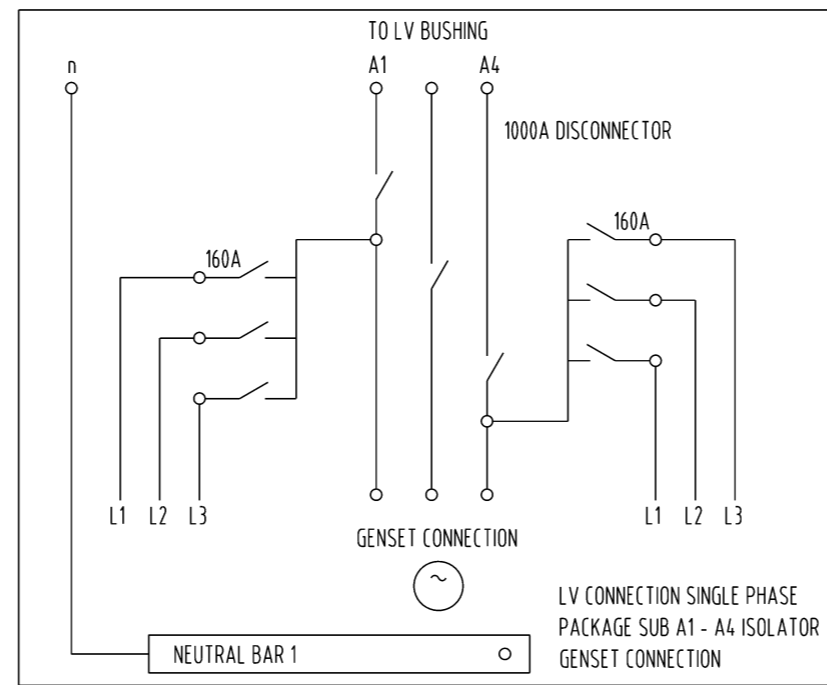 TO LV BUSHING
n
A1
A4
1000A DISCONNECTOR
160A
160A
L1
L2
L3
L1
L2
L3
GENSET CONNECTION
~
LV CONNECTION SINGLE PHASE
PACKAGE SUB A1 - A4 ISOLATOR
GENSET CONNECTION
NEUTRAL BAR 1